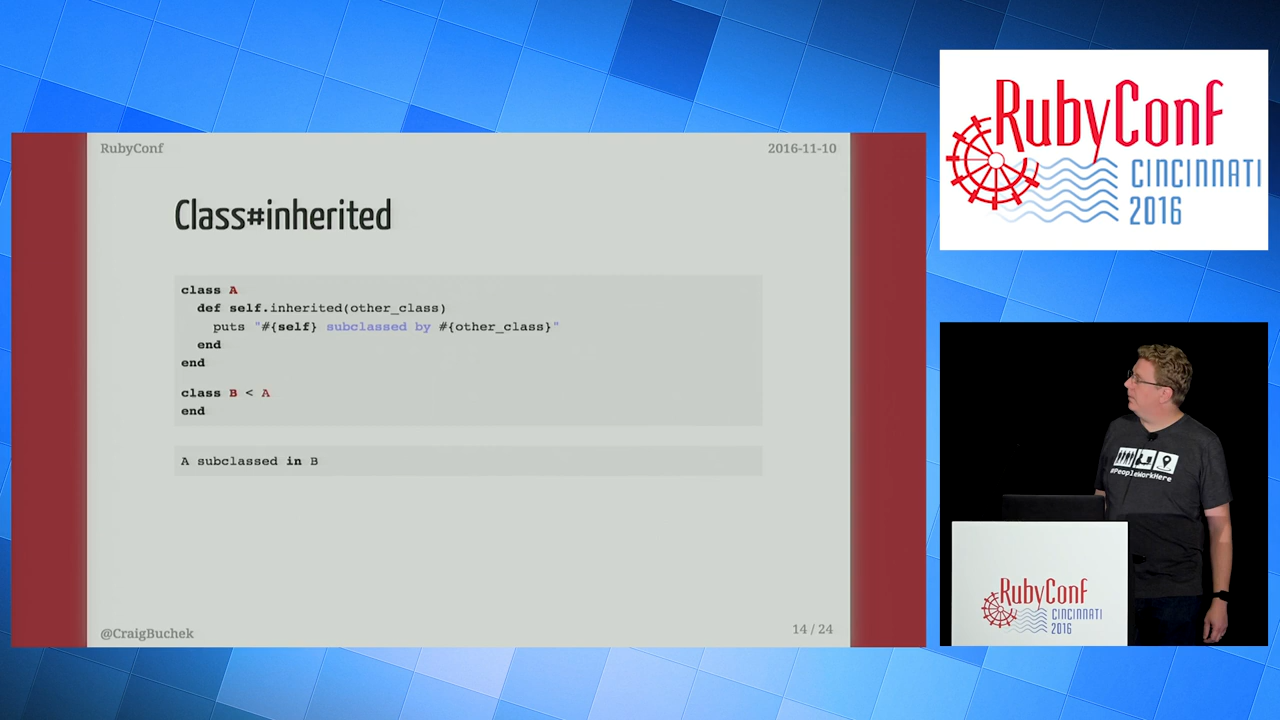 RubyConf
2016-11-10
Class#inherited
class A
  def self.inherited(other_class)
    puts "#{self} subclassed by #{other_class}"
  end
end
class B < A
end
A subclassed in B
@CraigBuchek
14 / 24
RubyConf
CINCINNATI
2016
#PeopleWorkHere
RubyConf
CINCINNATI
2016